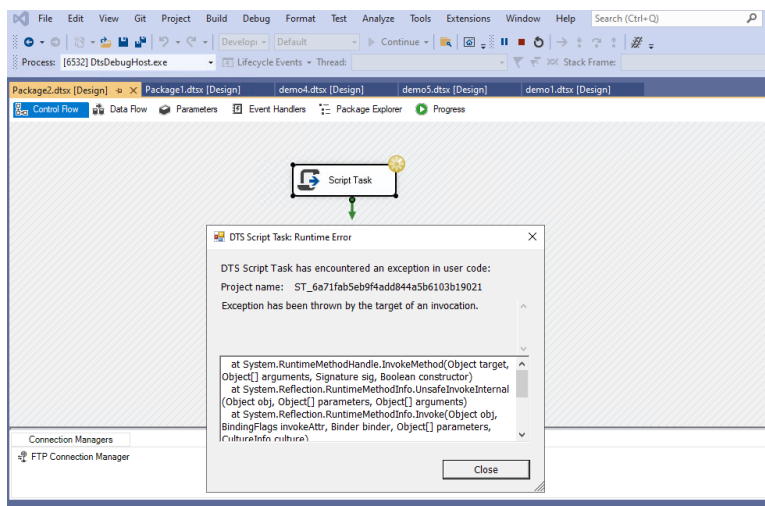 File Edit View Git Project Build Debug Format Test Analyze Tools Extensions Window Help Search (Ctrl+Q)
Develop Default Continue
Process: [6532] DtsDebugHost.exe Lifecycle Events Thread: Stack Frame:
Package2.dtsx [Design] Package1.dtsx [Design] demo4.dtsx [Design] demo5.dtsx [Design] demo1.dtsx [Design]
Control Flow Data Flow Parameters Event Handlers Package Explorer Progress
Script Task
DTS Script Task: Runtime Error
DTS Script Task has encountered an exception in user code:
Project name: ST_6a71fab5eb9f4add844a5b6103b19021
Exception has been thrown by the target of an invocation.
at System.RuntimeMethodHandle.InvokeMethod(Object target,
Object[] arguments, Signature sig, Boolean constructor)
at System.Reflection.RuntimeMethodInfo.UnsafeInvokeInternal
(Object obj, Object[] parameters, Object[] arguments)
at System.Reflection.RuntimeMethodInfo.Invoke(Object obj,
BindingFlags invokeAttr, Binder binder, Object[] parameters,
CultureInfo culture)
Close
Connection Managers
FTP Connection Manager